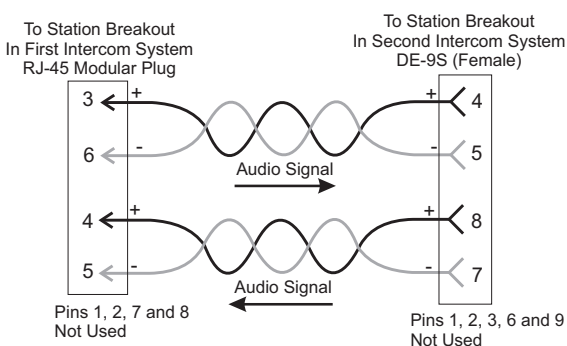 To Station Breakout
In First Intercom System
RJ-45 Modular Plug
To Station Breakout
In Second Intercom System
DE-9S (Female)
3 + + 4
6 - - 5
Audio Signal
4 + + 8
5 - - 7
Audio Signal
Pins 1, 2, 7 and 8
Not Used
Pins 1, 2, 3, 6 and 9
Not Used